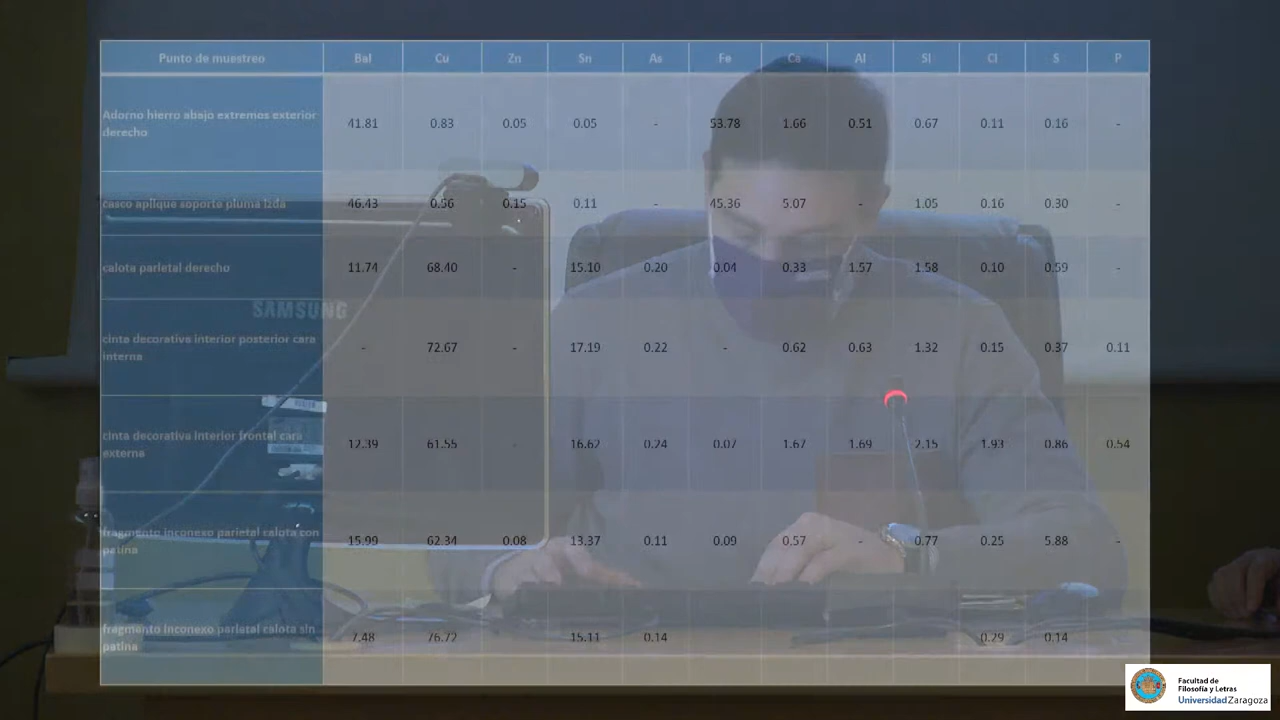 Punto de muestreo Bal Cu Zn Sn As Fe Ca Al Si Cl S P
Adorno hierro abajo extremos exterior
derecho 41.81 0.83 0.05 0.05 - 53.78 1.66 0.51 0.67 0.11 0.16 -
casco aplique soporte pluma izda 46.43 0.56 0.15 0.11 - 45.36 5.07 - 1.05 0.16 0.30 -
calota parietal derecho 11.74 68.40 - 15.10 0.20 0.04 0.33 1.57 1.58 0.10 0.59 -
cinta decorativa interior posterior cara
interna - 72.67 - 17.19 0.22 - 0.62 0.63 1.32 0.15 0.37 0.11
cinta decorativa interior frontal cara
externa 12.39 61.55 - 16.62 0.24 0.07 1.67 1.69 2.15 1.93 0.86 0.54
fragmento inconexo parietal calota con
patina 15.99 62.34 0.08 13.37 0.11 0.09 0.57 - 0.77 0.25 5.88 -
fragmento inconexo parietal calota sin
patina 7.48 76.72 15.11 0.14 0.29 0.14
SAMSUNG
Facultad de
Filosofía y Letras
Universidad Zaragoza